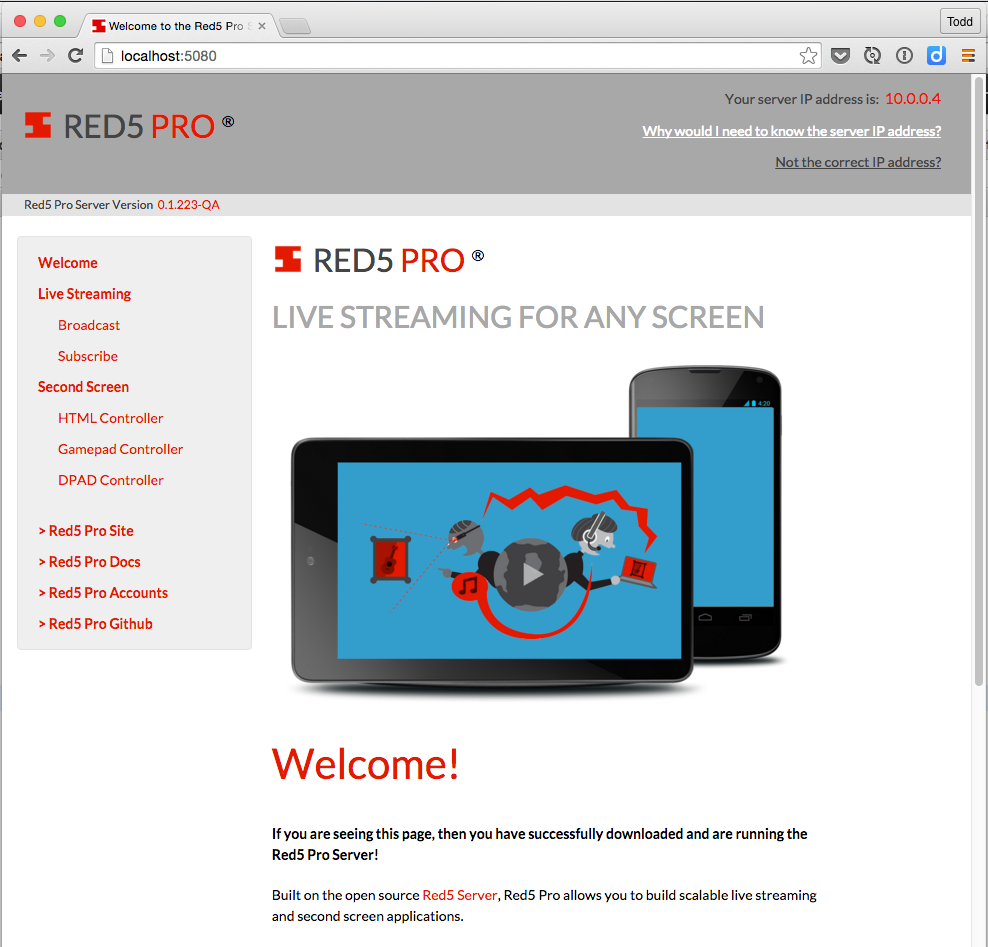 Welcome to the Red5 Pro S
Todd
localhost:5080
Your server IP address is: 10.0.0.4
RED5 PRO ®
Why would I need to know the server IP address?
Not the correct IP address?
Red5 Pro Server Version 0.1.223-QA
Welcome
Live Streaming
Broadcast
Subscribe
Second Screen
HTML Controller
Gamepad Controller
DPAD Controller
> Red5 Pro Site
> Red5 Pro Docs
> Red5 Pro Accounts
> Red5 Pro Github
RED5 PRO ®
LIVE STREAMING FOR ANY SCREEN
4:20
Welcome!
If you are seeing this page, then you have successfully downloaded and are running the
Red5 Pro Server!
Built on the open source Red5 Server, Red5 Pro allows you to build scalable live streaming
and second screen applications.